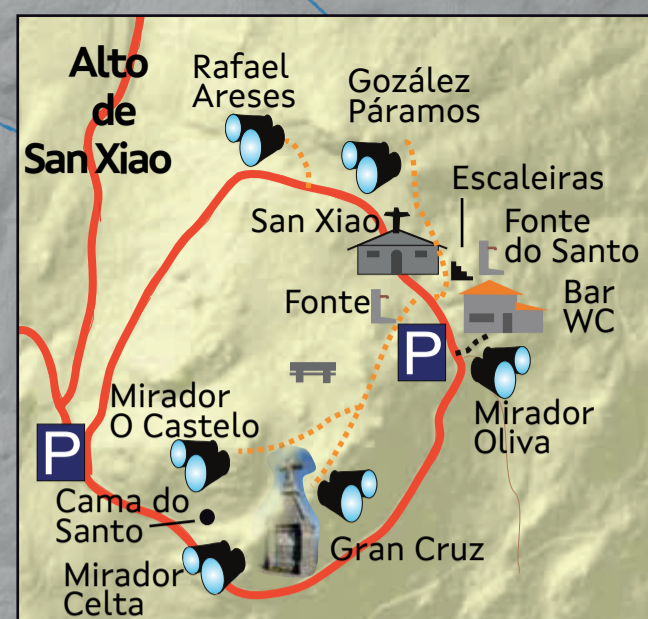 Alto
de
San Xiao
Rafael
Areses
Gozález
Páramos
Escaleiras
San Xiao
Fonte
do Santo
Fonte
Bar
WC
P
Mirador
O Castelo
Mirador
Oliva
P
Cama do
Santo
Gran Cruz
Mirador
Celta